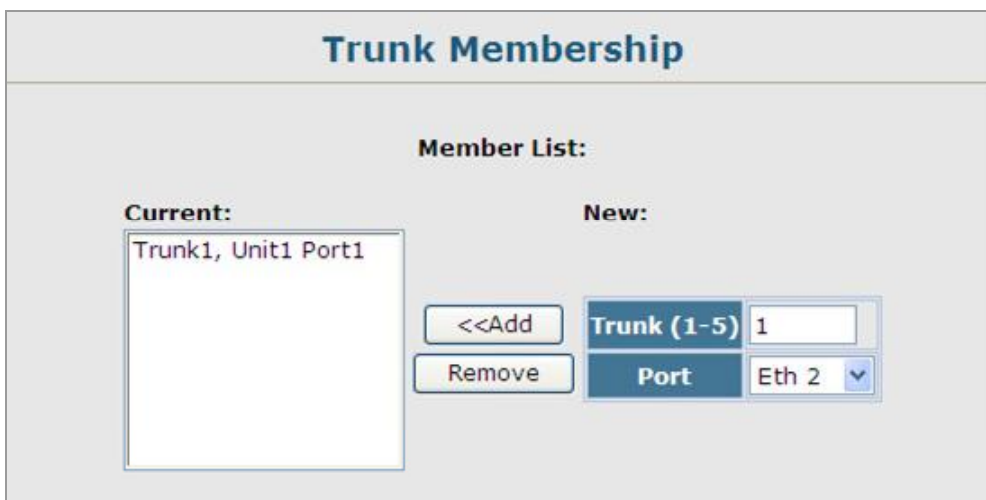 Trunk Membership
Member List:
Current:
New:
Trunk1, Unit1 Port1
<<Add
Trunk (1-5) 1
Remove
Port Eth 2